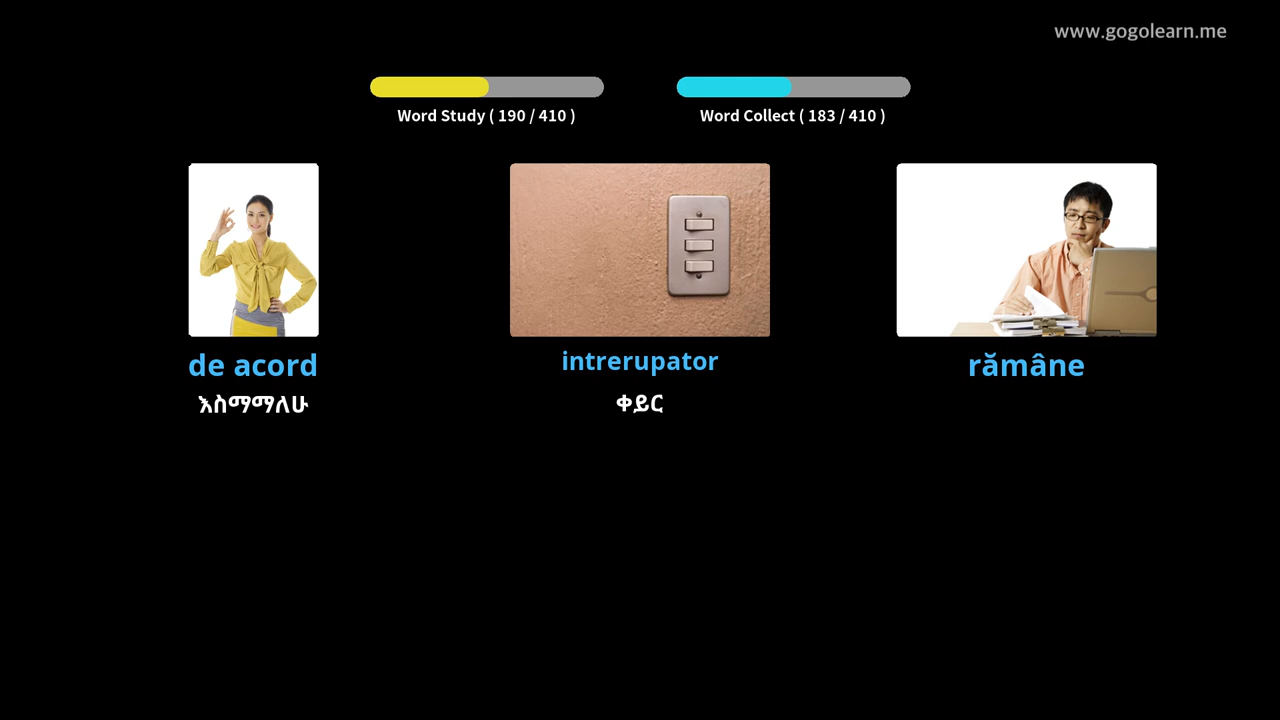 www.gogolearn.me
Word Study ( 190 / 410 )
Word Collect ( 183 / 410 )
de acord
እስማማለሁ
intrerupator
ቀይር
rămâne